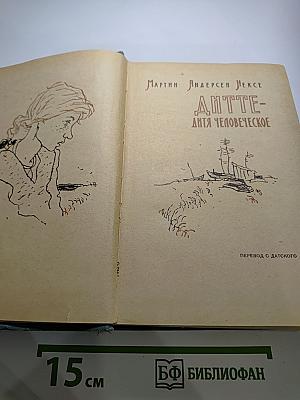 Мартин Андерсен Нексе
ДИТТЕ-
ДИТЯ ЧЕЛОВЕЧЕСКОЕ
ПЕРЕВОД С ДАТСКОГО
15 см
БФ БИБЛИОФАН